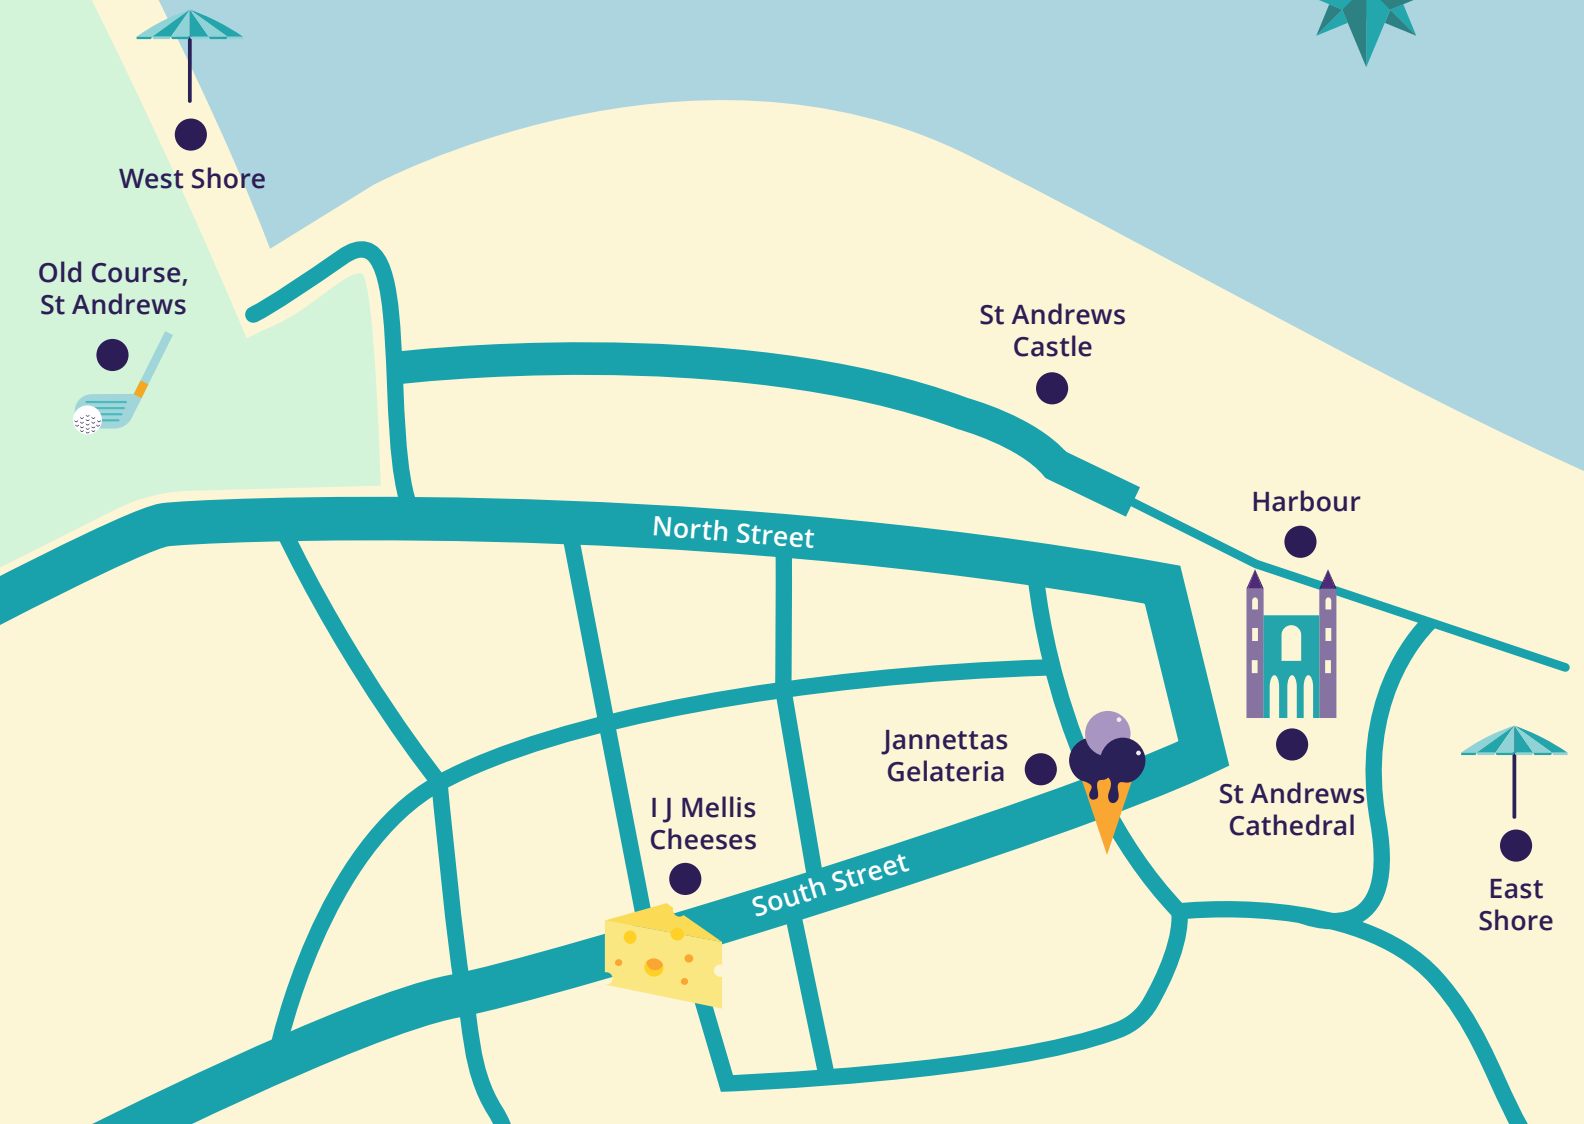 West Shore
Old Course,
St Andrews
St Andrews
Castle
Harbour
North Street
Jannettas
Gelateria
St Andrews
Cathedral
I J Mellis
Cheeses
South Street
East
Shore